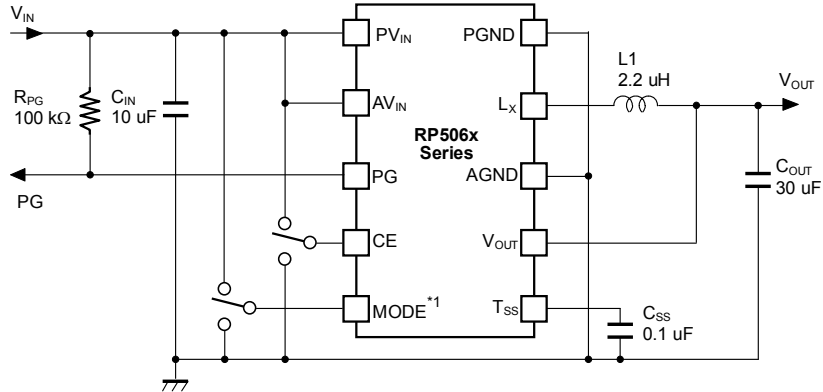 VIN
RPG
100 kΩ
CIN
10 uF
PG
PVIN
AVIN
PG
CE
MODE*1
RP506x
Series
PGND
LX
AGND
VOUT
TSS
L1
2.2 uH
VOUT
COUT
30 uF
CSS
0.1 uF